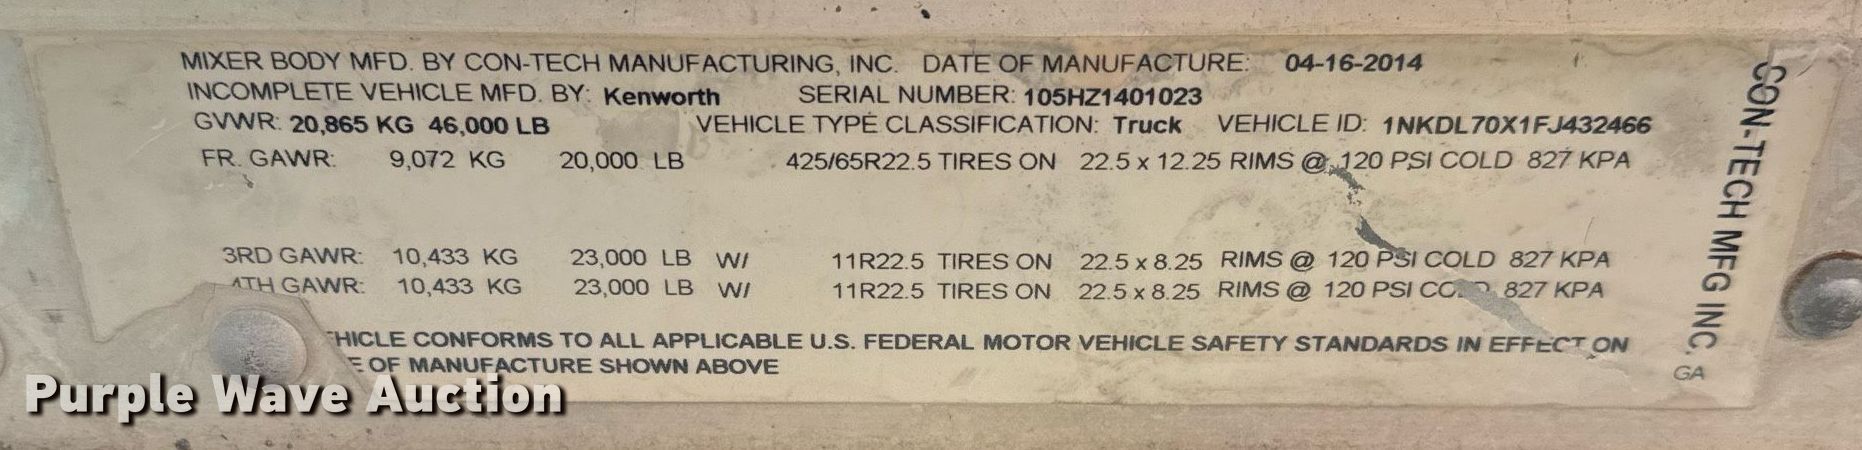 MIXER BODY MFD. BY CON-TECH MANUFACTURING, INC. DATE OF MANUFACTURE: 04-16-2014
INCOMPLETE VEHICLE MFD. BY: Kenworth SERIAL NUMBER: 105HZ1401023
GVWR: 20,865 KG 46,000 LB VEHICLE TYPE CLASSIFICATION: Truck VEHICLE ID: 1NKDL70X1FJ432466
FR. GAWR: 9,072 KG 20,000 LB 425/65R22.5 TIRES ON 22.5 x 12.25 RIMS @ 120 PSI COLD 827 KPA
3RD GAWR: 10,433 KG 23,000 LB W/ 11R22.5 TIRES ON 22.5 x 8.25 RIMS @ 120 PSI COLD 827 KPA
4TH GAWR: 10,433 KG 23,000 LB W/ 11R22.5 TIRES ON 22.5 x 8.25 RIMS @ 120 PSI COLD 827 KPA
HICLE CONFORMS TO ALL APPLICABLE U.S. FEDERAL MOTOR VEHICLE SAFETY STANDARDS IN EFFECT ON
E OF MANUFACTURE SHOWN ABOVE
CON-TECH MFG INC.
GA
Purple Wave Auction